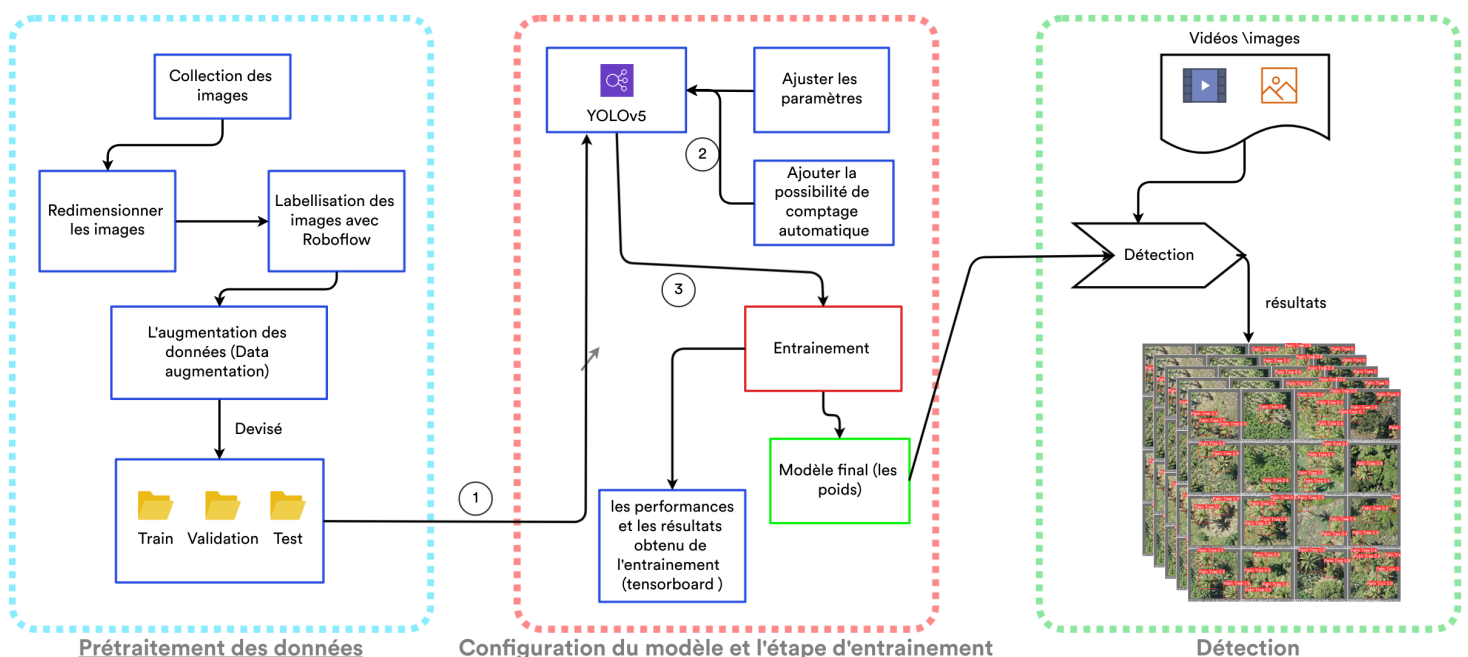 Collection des
images
Redimensionner
les images
Labellisation des
images avec
Roboflow
L'augmentation des
données (Data
augmentation)
Devisé
Train
Validation
Test
Prétraitement des données
1
YOLOv5
Ajuster les
paramètres
2
Ajouter la
possibilité de
comptage
automatique
3
Entrainement
Modèle final (les
poids)
les performances
et les résultats
obtenu de
l'entrainement
(tensorboard )
Configuration du modèle et l'étape d'entrainement
Vidéos \images
Détection
résultats
Détection